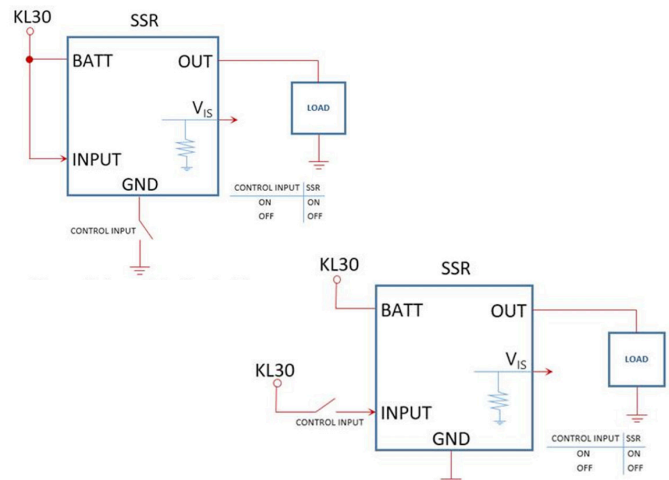 KL30
SSR
BATT
OUT
LOAD
VIS
INPUT
GND
CONTROL INPUT SSR
ON ON
OFF OFF
CONTROL INPUT
KL30
SSR
BATT
OUT
LOAD
VIS
KL30
INPUT
CONTROL INPUT
GND
CONTROL INPUT SSR
ON ON
OFF OFF